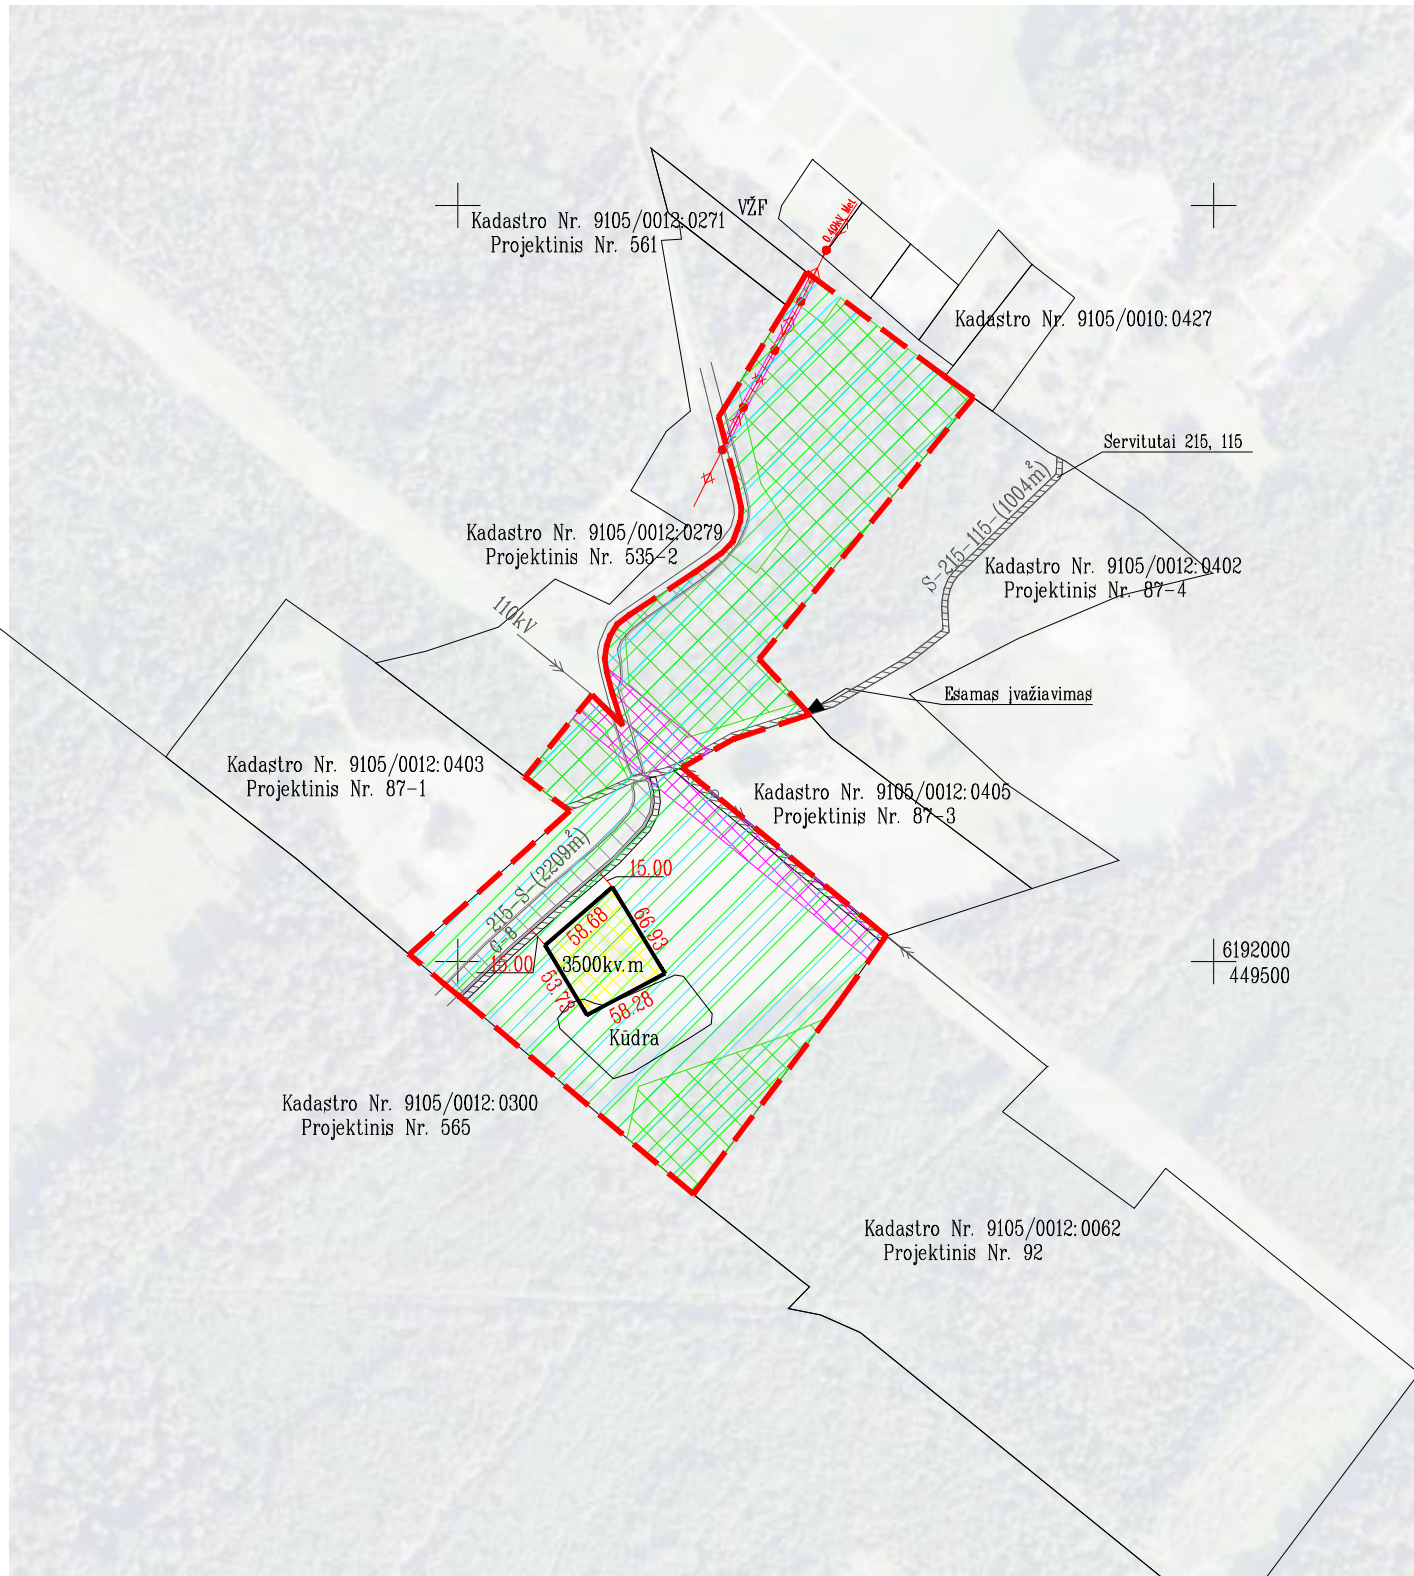 VŽF
0.40kV Mel
Kadastro Nr. 9105/0012:0271
Projektinis Nr. 561
Kadastro Nr. 9105/0010:0427
Servitutai 215, 115
S-215-115-(1004m²)
Kadastro Nr. 9105/0012:0279
Projektinis Nr. 535-2
Kadastro Nr. 9105/0012:0402
Projektinis Nr. 87-4
110kV
Esamas įvažiavimas
Kadastro Nr. 9105/0012:0403
Projektinis Nr. 87-1
Kadastro Nr. 9105/0012:0405
Projektinis Nr. 87-3
215-S-(2209m²)
G-8
15.00
58.68
66.93
15.00
3500kv.m
53.73
58.28
Kūdra
6192000
449500
Kadastro Nr. 9105/0012:0300
Projektinis Nr. 565
Kadastro Nr. 9105/0012:0062
Projektinis Nr. 92